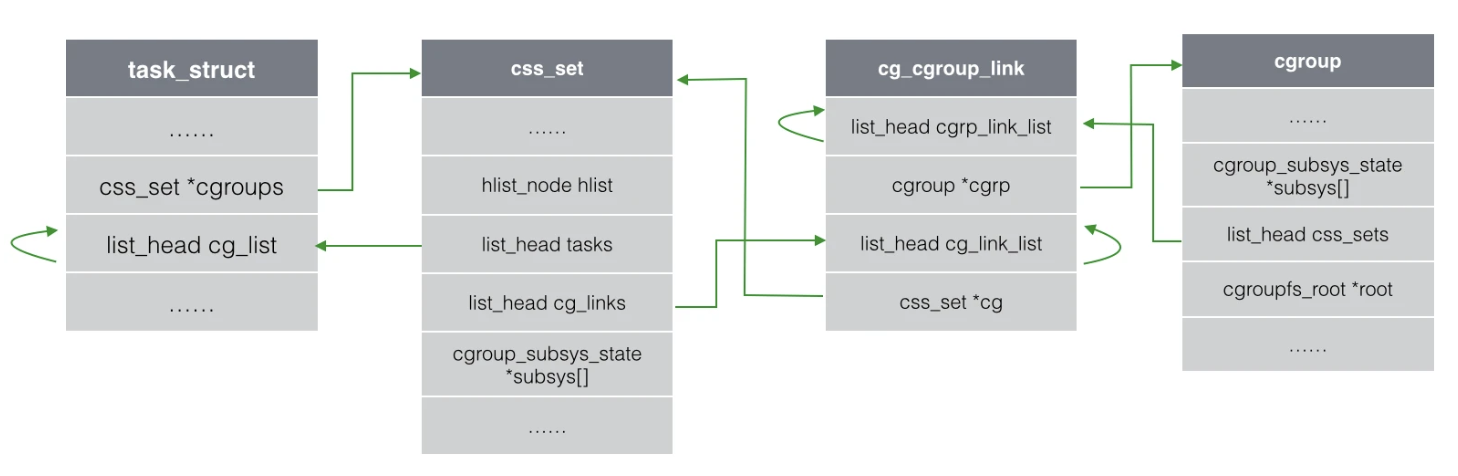 task_struct
……
css_set *cgroups
list_head cg_list
……
css_set
……
hlist_node hlist
list_head tasks
list_head cg_links
cgroup_subsys_state
*subsys[]
……
cg_cgroup_link
list_head cgrp_link_list
cgroup *cgrp
list_head cg_link_list
css_set *cg
cgroup
……
cgroup_subsys_state
*subsys[]
list_head css_sets
cgroupfs_root *root
……